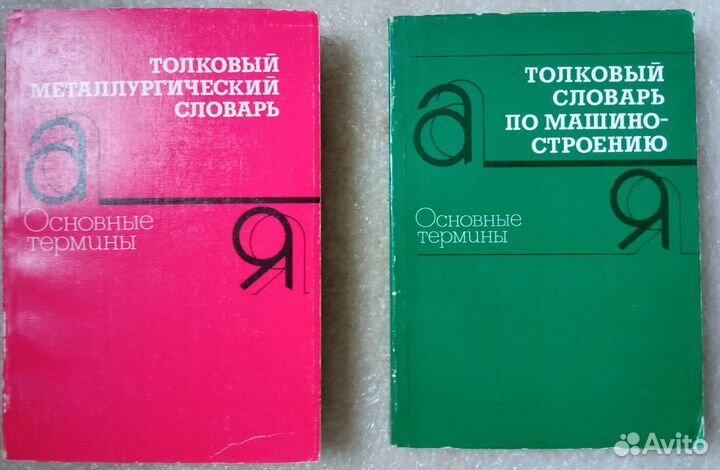 ТОЛКОВЫЙ
МЕТАЛЛУРГИЧЕСКИЙ
СЛОВАРЬ
а
Основные
термины
я
ТОЛКОВЫЙ
СЛОВАРЬ
ПО МАШИНО-
СТРОЕНИЮ
а
Основные
термины
я
Avito